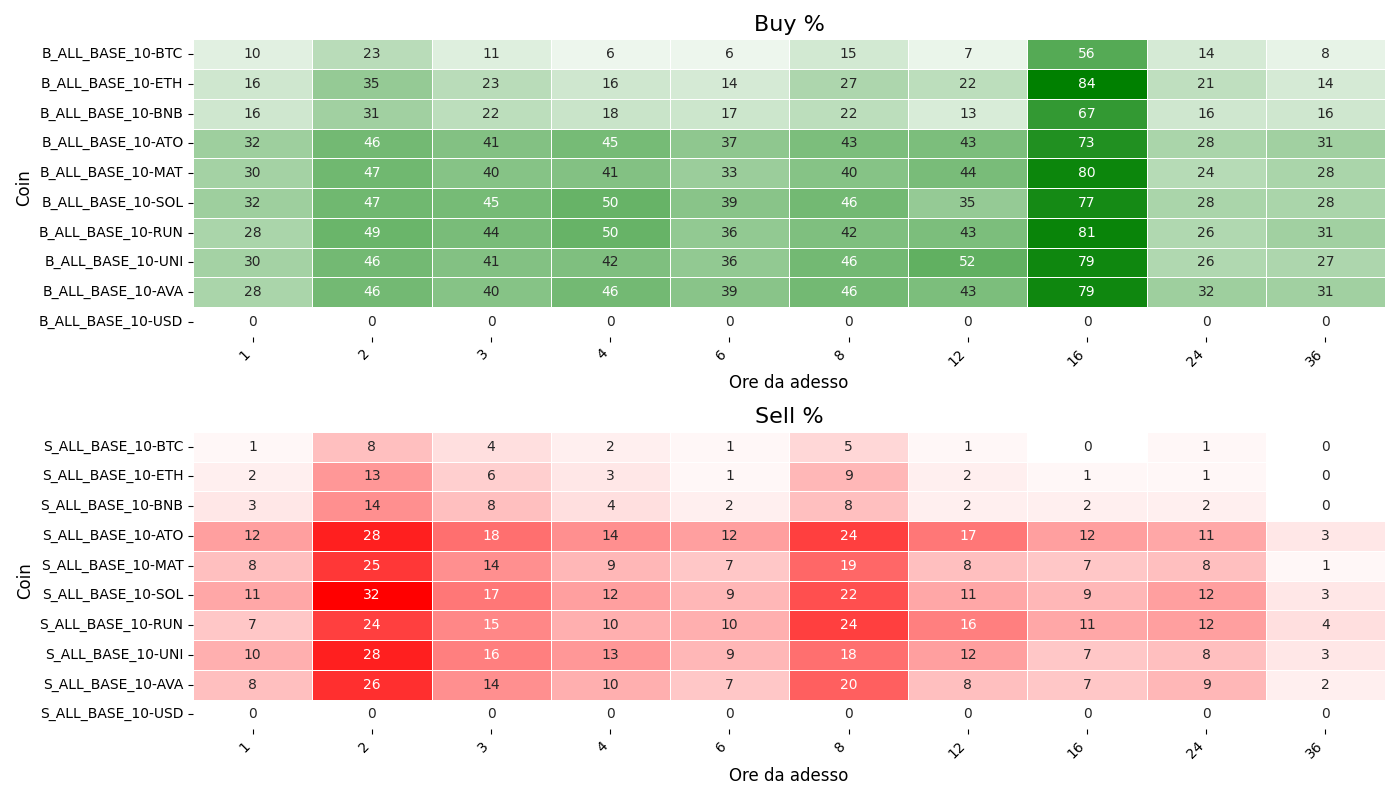 Buy %
Coin
B_ALL_BASE_10-BTC 10 23 11 6 6 15 7 56 14 8
B_ALL_BASE_10-ETH 16 35 23 16 14 27 22 84 21 14
B_ALL_BASE_10-BNB 16 31 22 18 17 22 13 67 16 16
B_ALL_BASE_10-ATO 32 46 41 45 37 43 43 73 28 31
B_ALL_BASE_10-MAT 30 47 40 41 33 40 44 80 24 28
B_ALL_BASE_10-SOL 32 47 45 50 39 46 35 77 28 28
B_ALL_BASE_10-RUN 28 49 44 50 36 42 43 81 26 31
B_ALL_BASE_10-UNI 30 46 41 42 36 46 52 79 26 27
B_ALL_BASE_10-AVA 28 46 40 46 39 46 43 79 32 31
B_ALL_BASE_10-USD 0 0 0 0 0 0 0 0 0 0
1 2 3 4 6 8 12 16 24 36
Ore da adesso
Sell %
Coin
S_ALL_BASE_10-BTC 1 8 4 2 1 5 1 0 1 0
S_ALL_BASE_10-ETH 2 13 6 3 1 9 2 1 1 0
S_ALL_BASE_10-BNB 3 14 8 4 2 8 2 2 2 0
S_ALL_BASE_10-ATO 12 28 18 14 12 24 17 12 11 3
S_ALL_BASE_10-MAT 8 25 14 9 7 19 8 7 8 1
S_ALL_BASE_10-SOL 11 32 17 12 9 22 11 9 12 3
S_ALL_BASE_10-RUN 7 24 15 10 10 24 16 11 12 4
S_ALL_BASE_10-UNI 10 28 16 13 9 18 12 7 8 3
S_ALL_BASE_10-AVA 8 26 14 10 7 20 8 7 9 2
S_ALL_BASE_10-USD 0 0 0 0 0 0 0 0 0 0
1 2 3 4 6 8 12 16 24 36
Ore da adesso